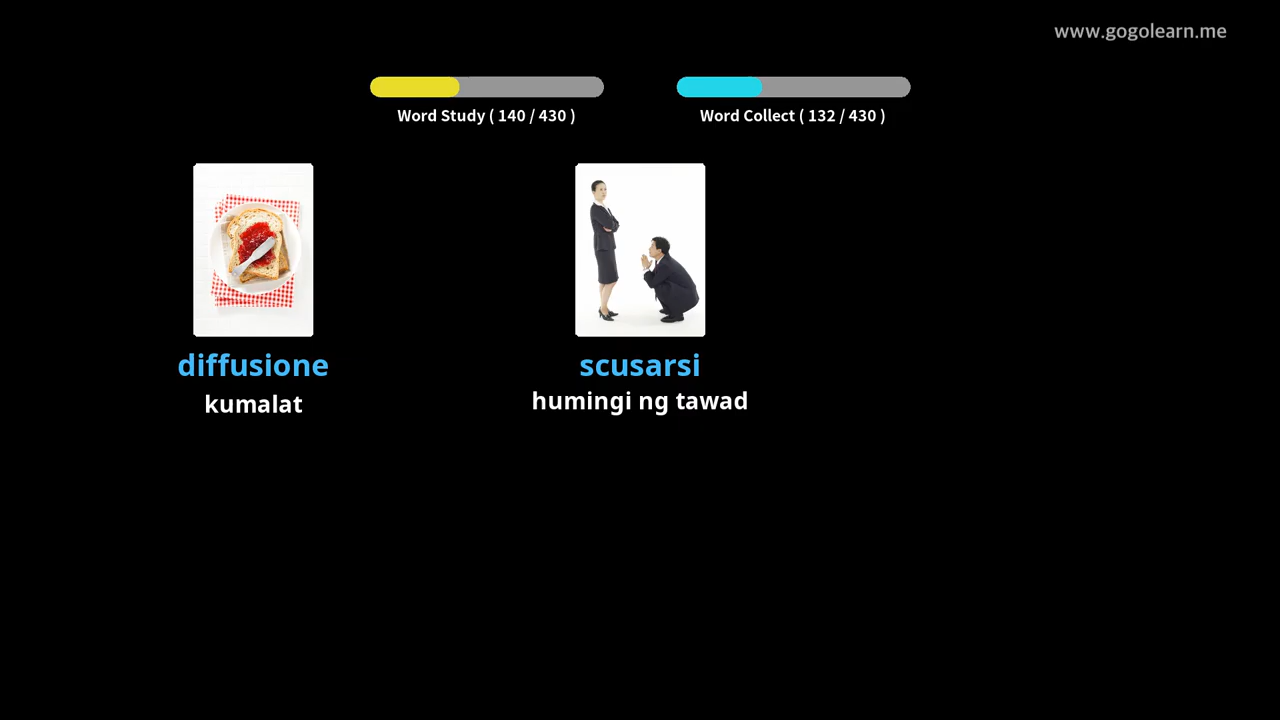 www.gogolearn.me
Word Study ( 140 / 430 )
Word Collect ( 132 / 430 )
diffusione
kumalat
scusarsi
humingi ng tawad